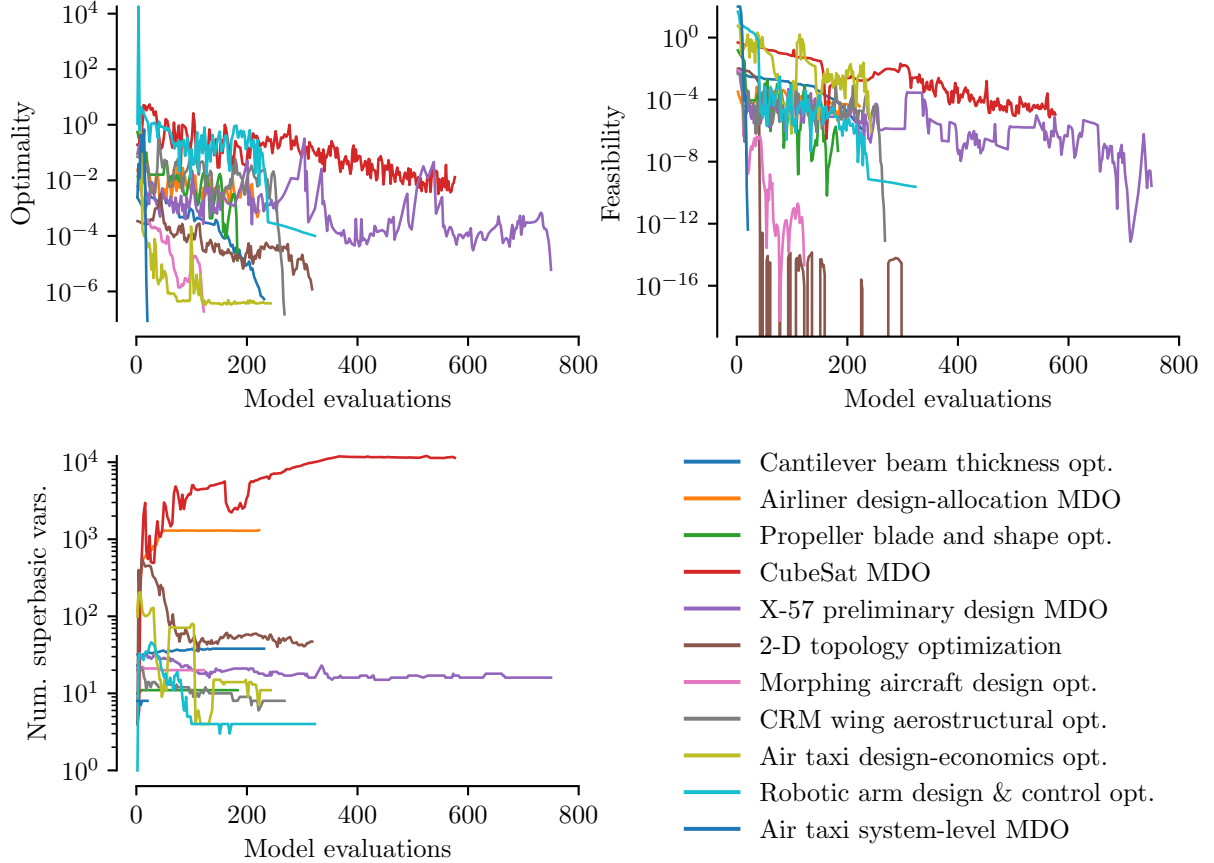 Optimality
10^4
10^2
10^0
10^−2
10^−4
10^−6
0 200 400 600 800
Model evaluations
Feasibility
10^0
10^−4
10^−8
10^−12
10^−16
0 200 400 600 800
Model evaluations
Num. superbasic vars.
10^4
10^3
10^2
10^1
10^0
0 200 400 600 800
Model evaluations
Cantilever beam thickness opt.
Airliner design-allocation MDO
Propeller blade and shape opt.
CubeSat MDO
X-57 preliminary design MDO
2-D topology optimization
Morphing aircraft design opt.
CRM wing aerostructural opt.
Air taxi design-economics opt.
Robotic arm design & control opt.
Air taxi system-level MDO